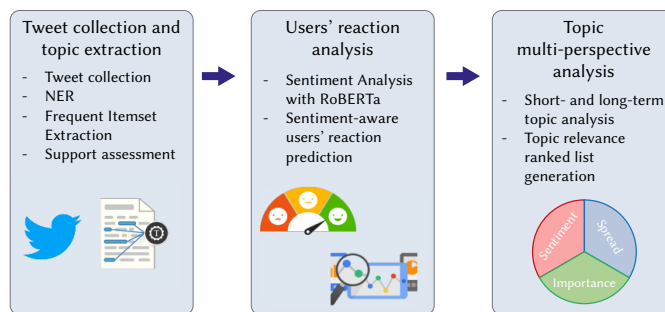 Tweet collection and
topic extraction
- Tweet collection
- NER
- Frequent Itemset
Extraction
- Support assessment
Users' reaction
analysis
- Sentiment Analysis
with RoBERTa
- Sentiment-aware
users' reaction
prediction
Topic
multi-perspective
analysis
- Short- and long-term
topic analysis
- Topic relevance
ranked list
generation
Sentiment
Spread
Importance